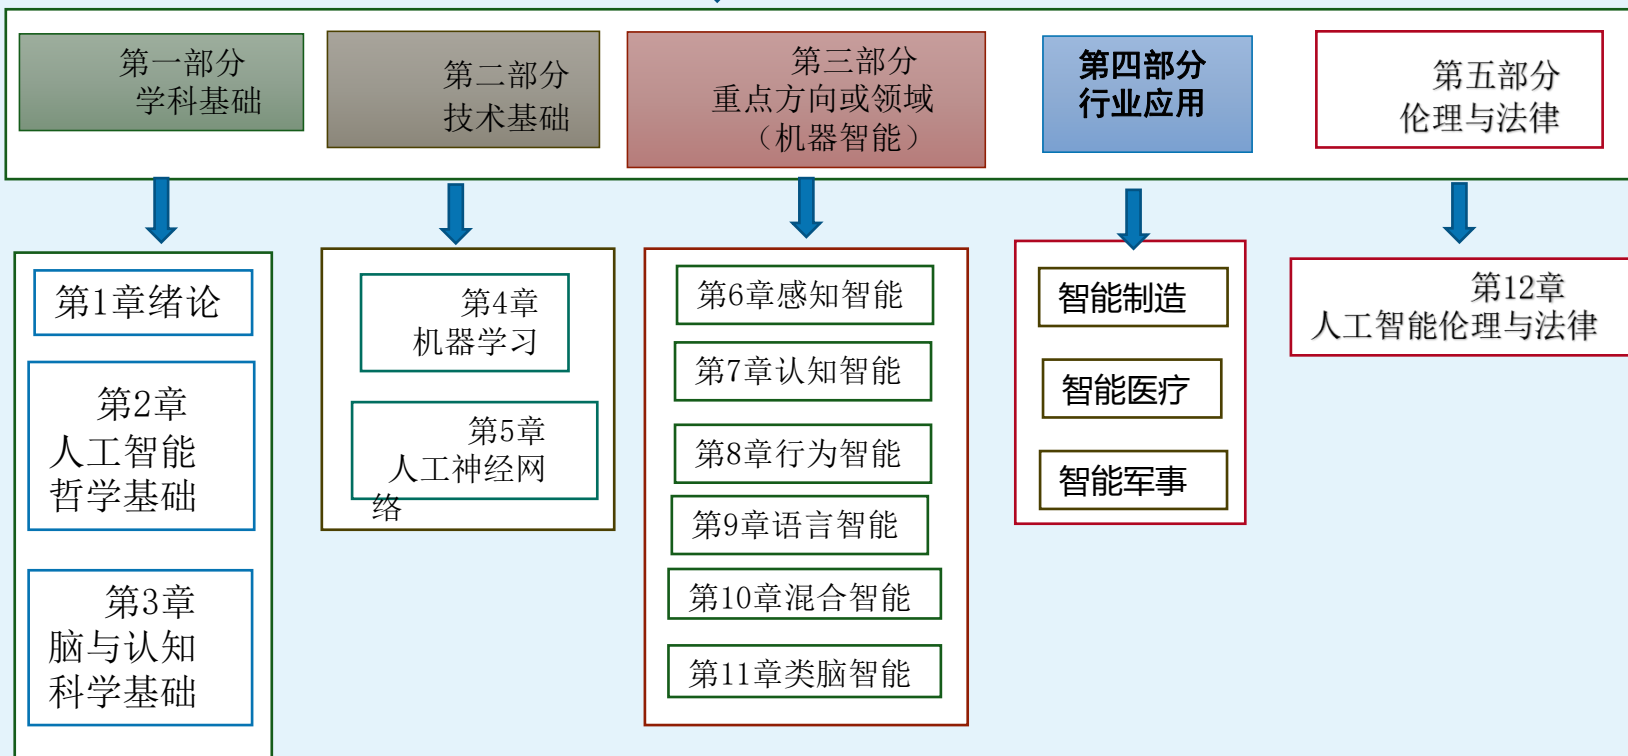 第一部分
学科基础
第二部分
技术基础
第三部分
重点方向或领域
（机器智能）
第四部分
行业应用
第五部分
伦理与法律
第1章绪论
第2章
人工智能
哲学基础
第3章
脑与认知
科学基础
第4章
机器学习
第5章
人工神经网
络
第6章感知智能
第7章认知智能
第8章行为智能
第9章语言智能
第10章混合智能
第11章类脑智能
智能制造
智能医疗
智能军事
第12章
人工智能伦理与法律